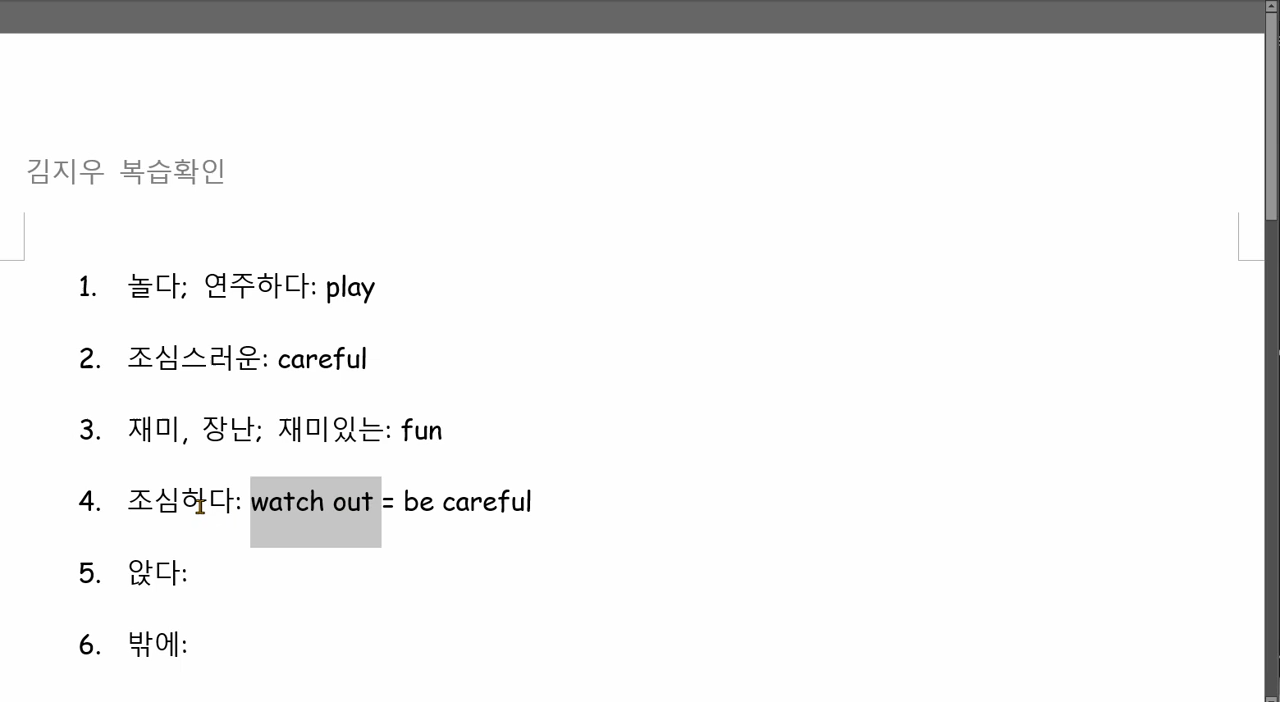 김지우 복습확인
1. 놀다; 연주하다: play
2. 조심스러운: careful
3. 재미, 장난; 재미있는: fun
4. 조심하다: watch out = be careful
5. 앉다:
6. 밖에: